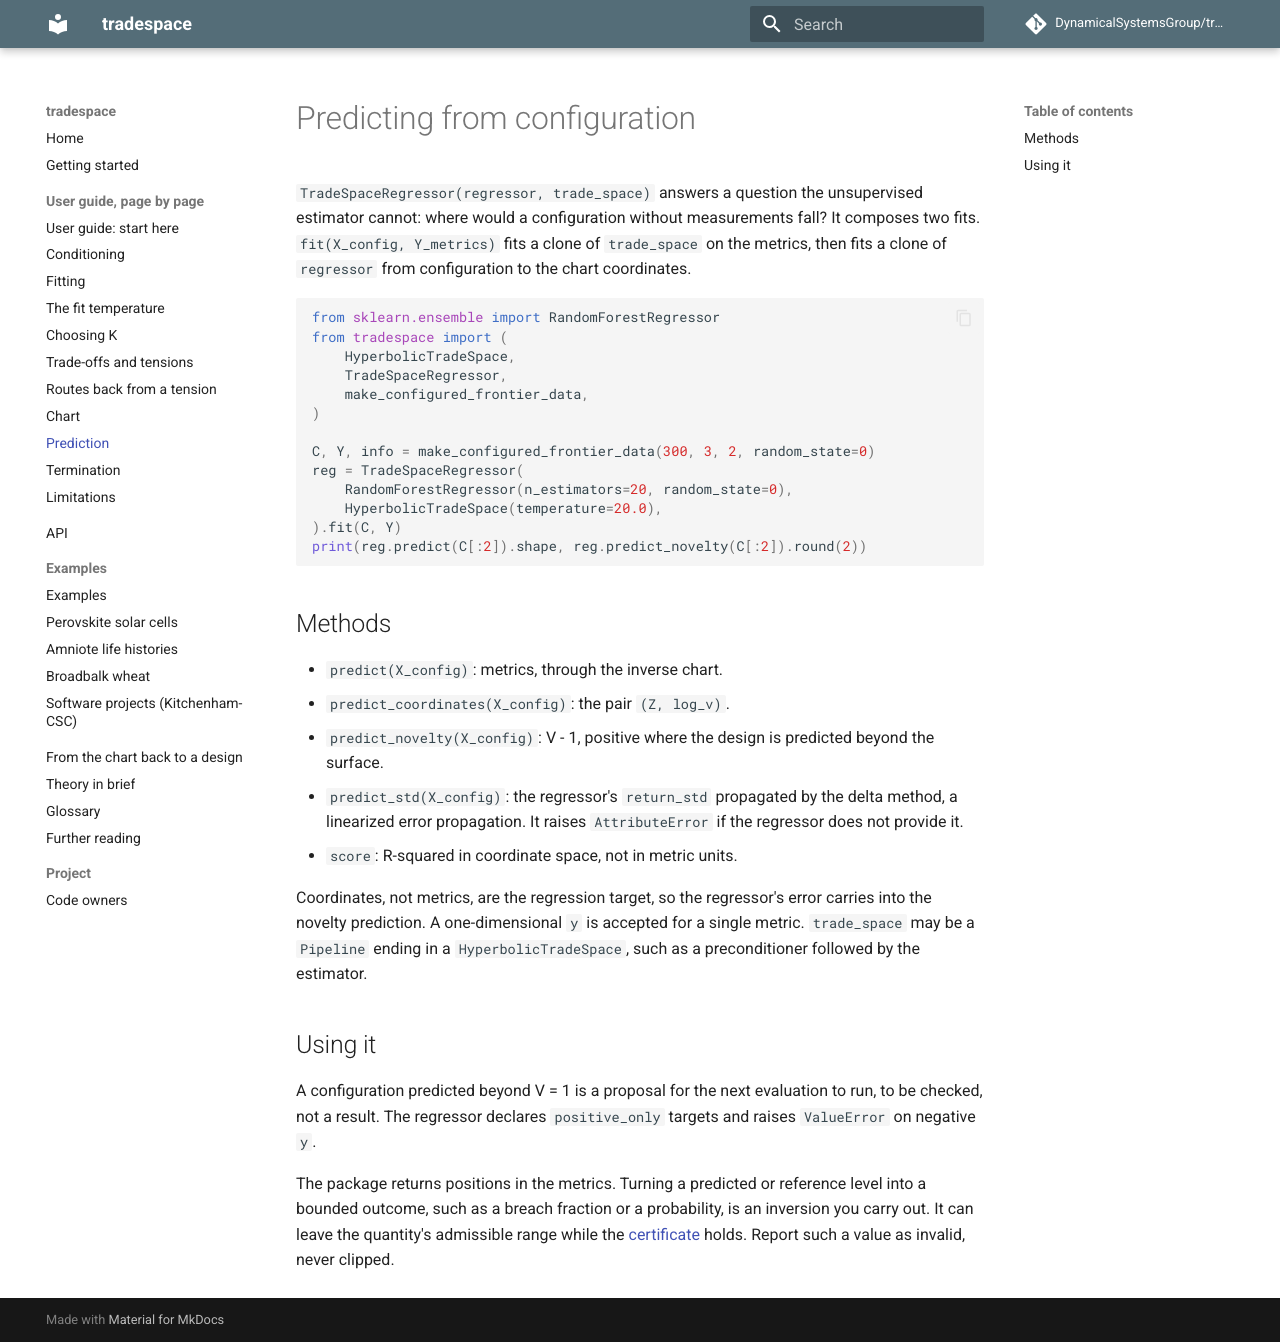 tradespace
Search
DynamicalSystemsGroup/tr...
tradespace
Home
Getting started
User guide, page by page
User guide: start here
Conditioning
Fitting
The fit temperature
Choosing K
Trade-offs and tensions
Routes back from a tension
Chart
Prediction
Termination
Limitations
API
Examples
Examples
Perovskite solar cells
Amniote life histories
Broadbalk wheat
Software projects (Kitchenham-
CSC)
From the chart back to a design
Theory in brief
Glossary
Further reading
Project
Code owners
Predicting from configuration
TradeSpaceRegressor(regressor, trade_space) answers a question the unsupervised
estimator cannot: where would a configuration without measurements fall? It composes two fits.
fit(X_config, Y_metrics) fits a clone of trade_space on the metrics, then fits a clone of
regressor from configuration to the chart coordinates.
from sklearn.ensemble import RandomForestRegressor
from tradespace import (
    HyperbolicTradeSpace,
    TradeSpaceRegressor,
    make_configured_frontier_data,
)
C, Y, info = make_configured_frontier_data(300, 3, 2, random_state=0)
reg = TradeSpaceRegressor(
    RandomForestRegressor(n_estimators=20, random_state=0),
    HyperbolicTradeSpace(temperature=20.0),
).fit(C, Y)
print(reg.predict(C[:2]).shape, reg.predict_novelty(C[:2]).round(2))
Methods
• predict(X_config): metrics, through the inverse chart.
• predict_coordinates(X_config): the pair (Z, log_v).
• predict_novelty(X_config): V - 1, positive where the design is predicted beyond the
surface.
• predict_std(X_config): the regressor's return_std propagated by the delta method, a
linearized error propagation. It raises AttributeError if the regressor does not provide it.
• score: R-squared in coordinate space, not in metric units.
Coordinates, not metrics, are the regression target, so the regressor's error carries into the
novelty prediction. A one-dimensional y is accepted for a single metric. trade_space may be a
Pipeline ending in a HyperbolicTradeSpace, such as a preconditioner followed by the
estimator.
Using it
A configuration predicted beyond V = 1 is a proposal for the next evaluation to run, to be checked,
not a result. The regressor declares positive_only targets and raises ValueError on negative
y.
The package returns positions in the metrics. Turning a predicted or reference level into a
bounded outcome, such as a breach fraction or a probability, is an inversion you carry out. It can
leave the quantity's admissible range while the certificate holds. Report such a value as invalid,
never clipped.
Table of contents
Methods
Using it
Made with Material for MkDocs